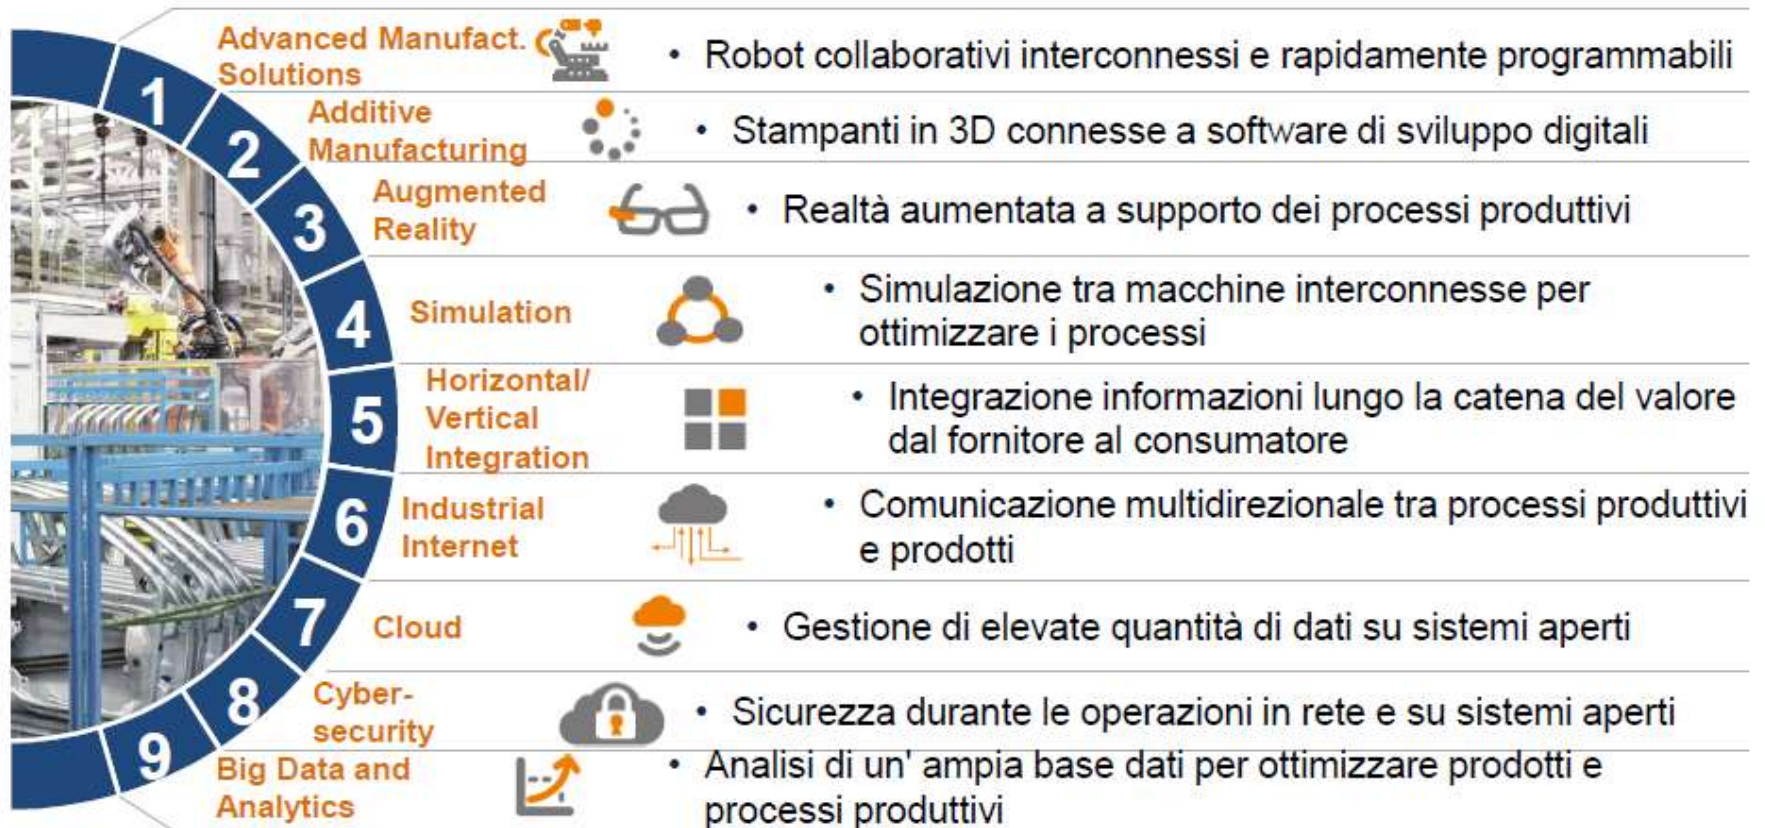 1
Advanced Manufact.
Solutions
• Robot collaborativi interconnessi e rapidamente programmabili
2
Additive
Manufacturing
• Stampanti in 3D connesse a software di sviluppo digitali
3
Augmented
Reality
• Realtà aumentata a supporto dei processi produttivi
4
Simulation
• Simulazione tra macchine interconnesse per
ottimizzare i processi
5
Horizontal/
Vertical
Integration
• Integrazione informazioni lungo la catena del valore
dal fornitore al consumatore
6
Industrial
Internet
• Comunicazione multidirezionale tra processi produttivi
e prodotti
7
Cloud
• Gestione di elevate quantità di dati su sistemi aperti
8
Cyber-
security
• Sicurezza durante le operazioni in rete e su sistemi aperti
9
Big Data and
Analytics
• Analisi di un' ampia base dati per ottimizzare prodotti e
processi produttivi